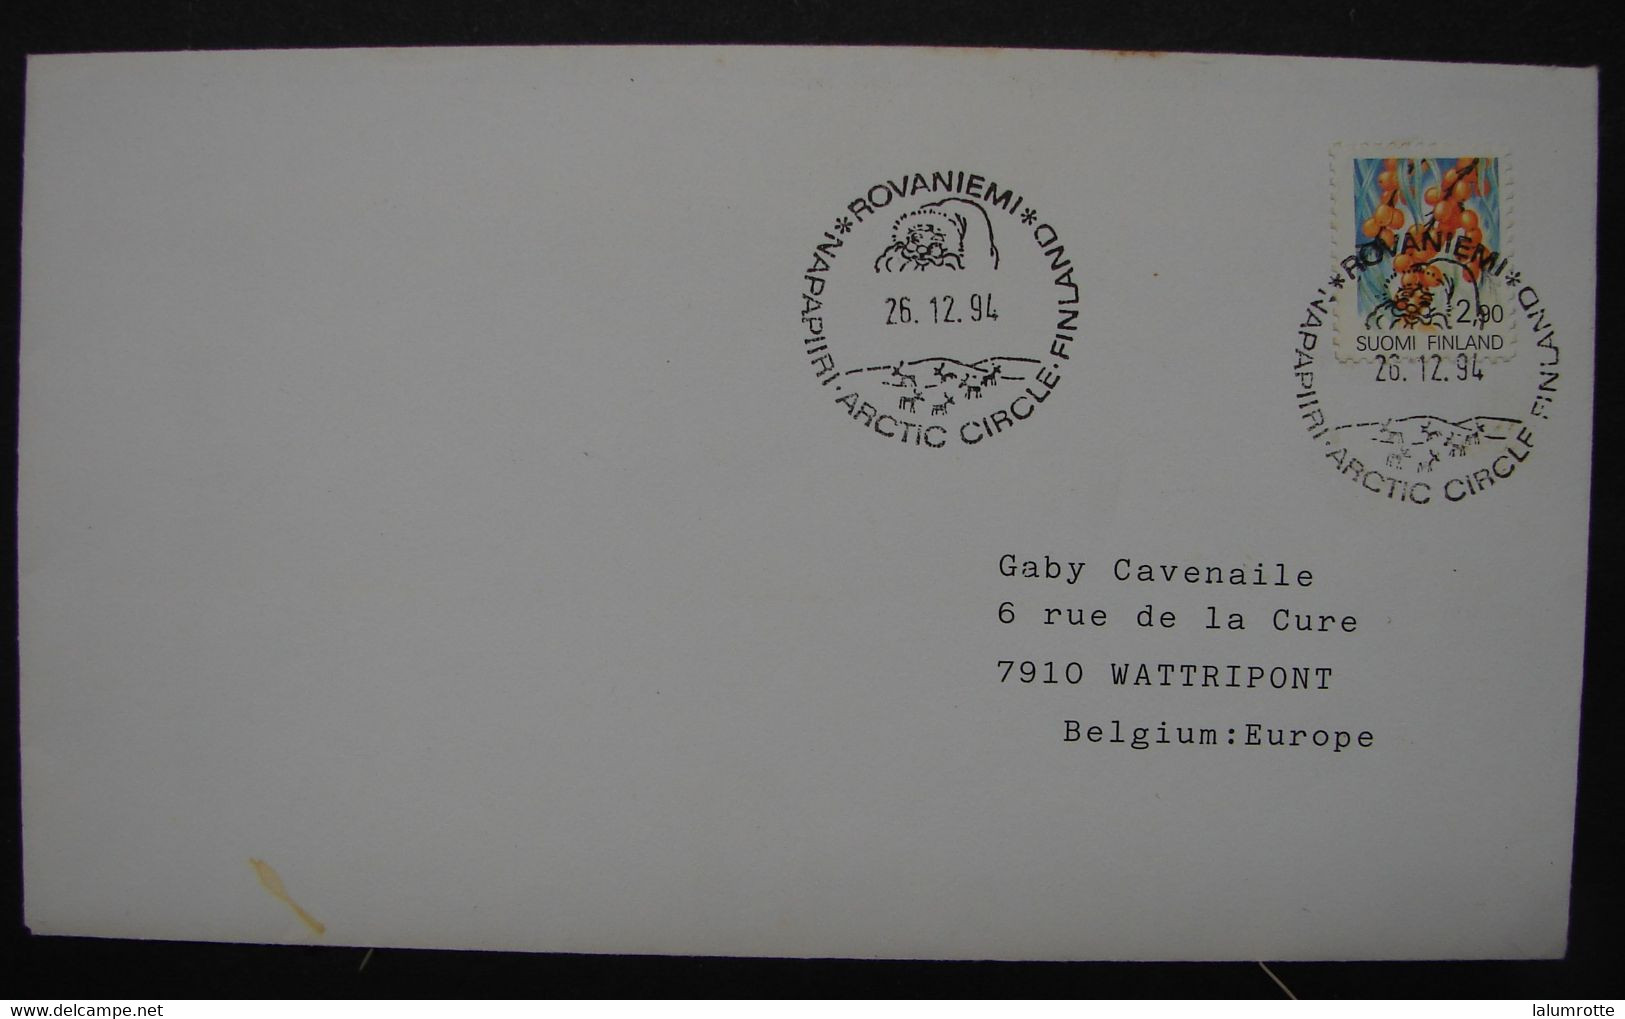 *ROVANIEMI*
NAPAPIIRI · ARCTIC CIRCLE · FINLAND
26.12.94
2,90
SUOMI FINLAND
*ROVANIEMI*
NAPAPIIRI · ARCTIC CIRCLE · FINLAND
26.12.94
Gaby Cavenaile
6 rue de la Cure
7910 WATTRIPONT
Belgium:Europe
delcampe.net
lalumrotte